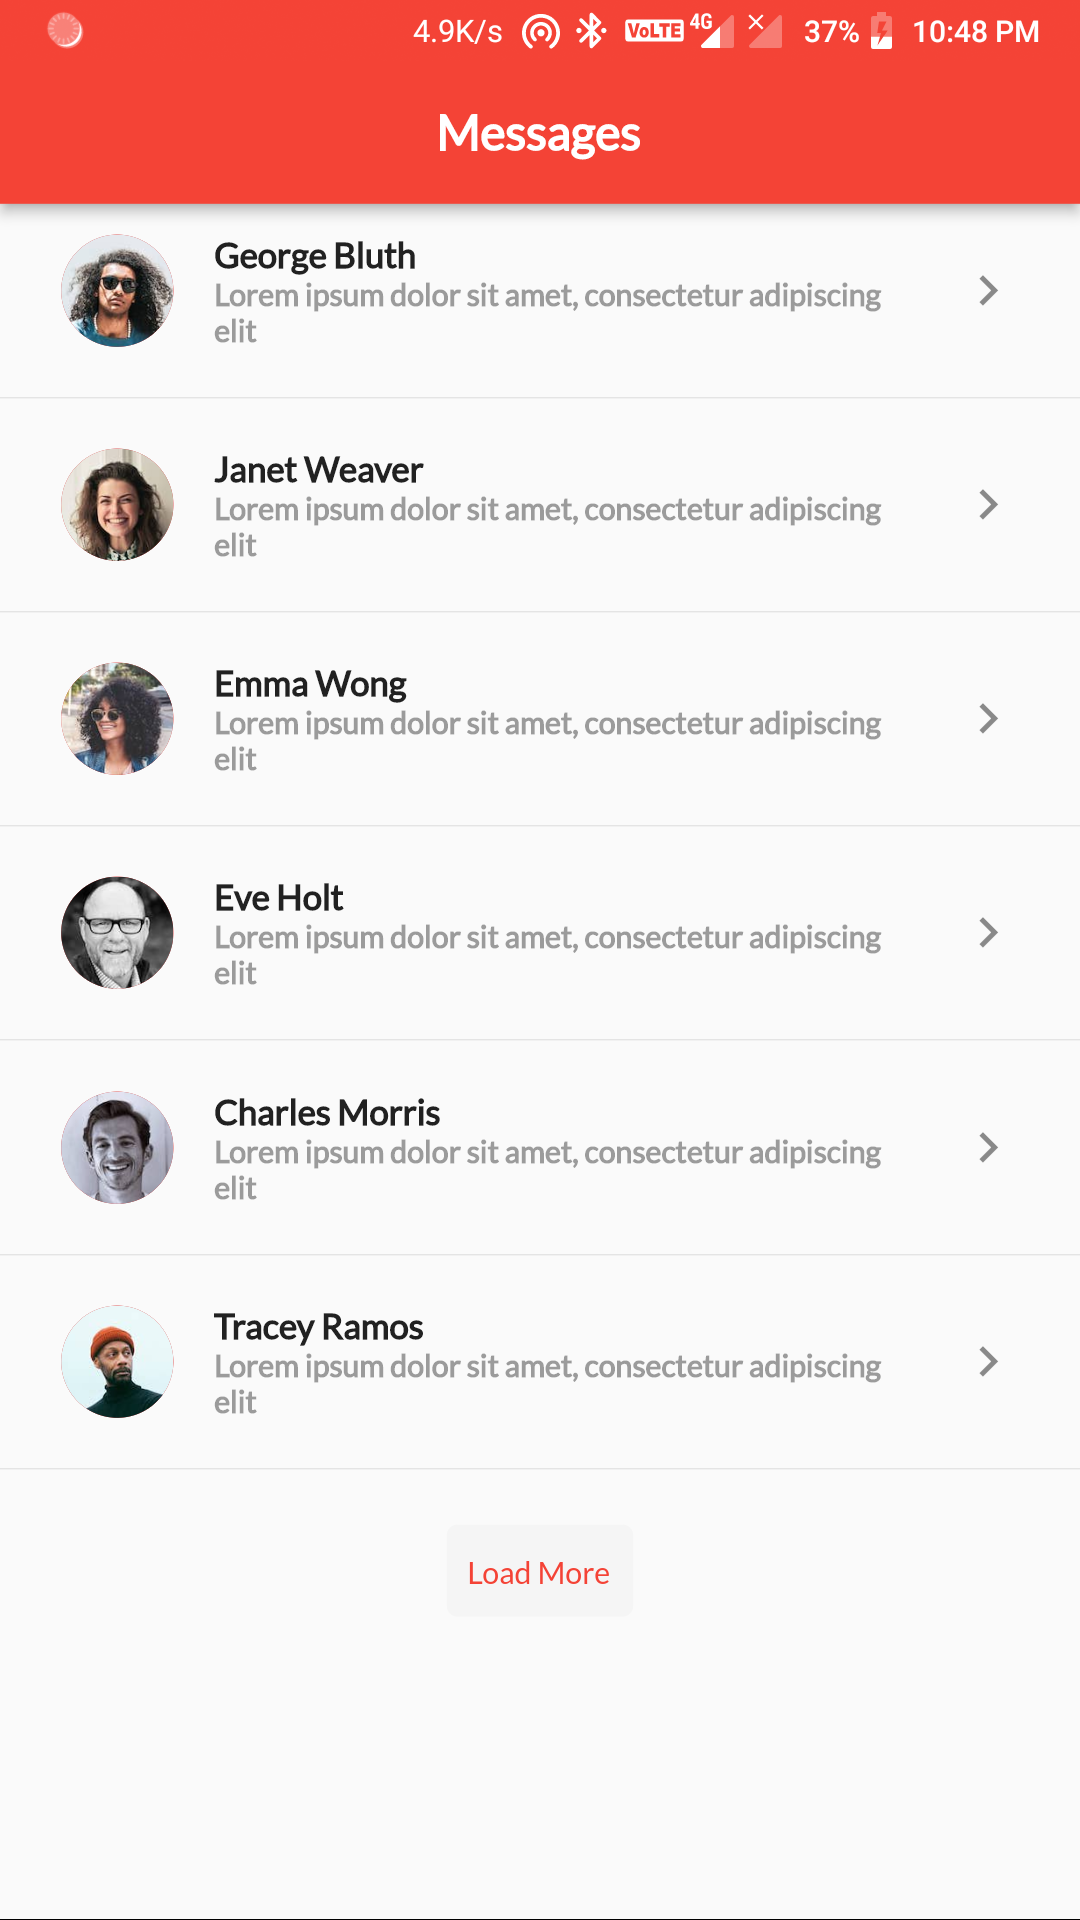 4.9K/s VoLTE 4G 37% 10:48 PM
Messages
George Bluth
Lorem ipsum dolor sit amet, consectetur adipiscing
elit
Janet Weaver
Lorem ipsum dolor sit amet, consectetur adipiscing
elit
Emma Wong
Lorem ipsum dolor sit amet, consectetur adipiscing
elit
Eve Holt
Lorem ipsum dolor sit amet, consectetur adipiscing
elit
Charles Morris
Lorem ipsum dolor sit amet, consectetur adipiscing
elit
Tracey Ramos
Lorem ipsum dolor sit amet, consectetur adipiscing
elit
Load More